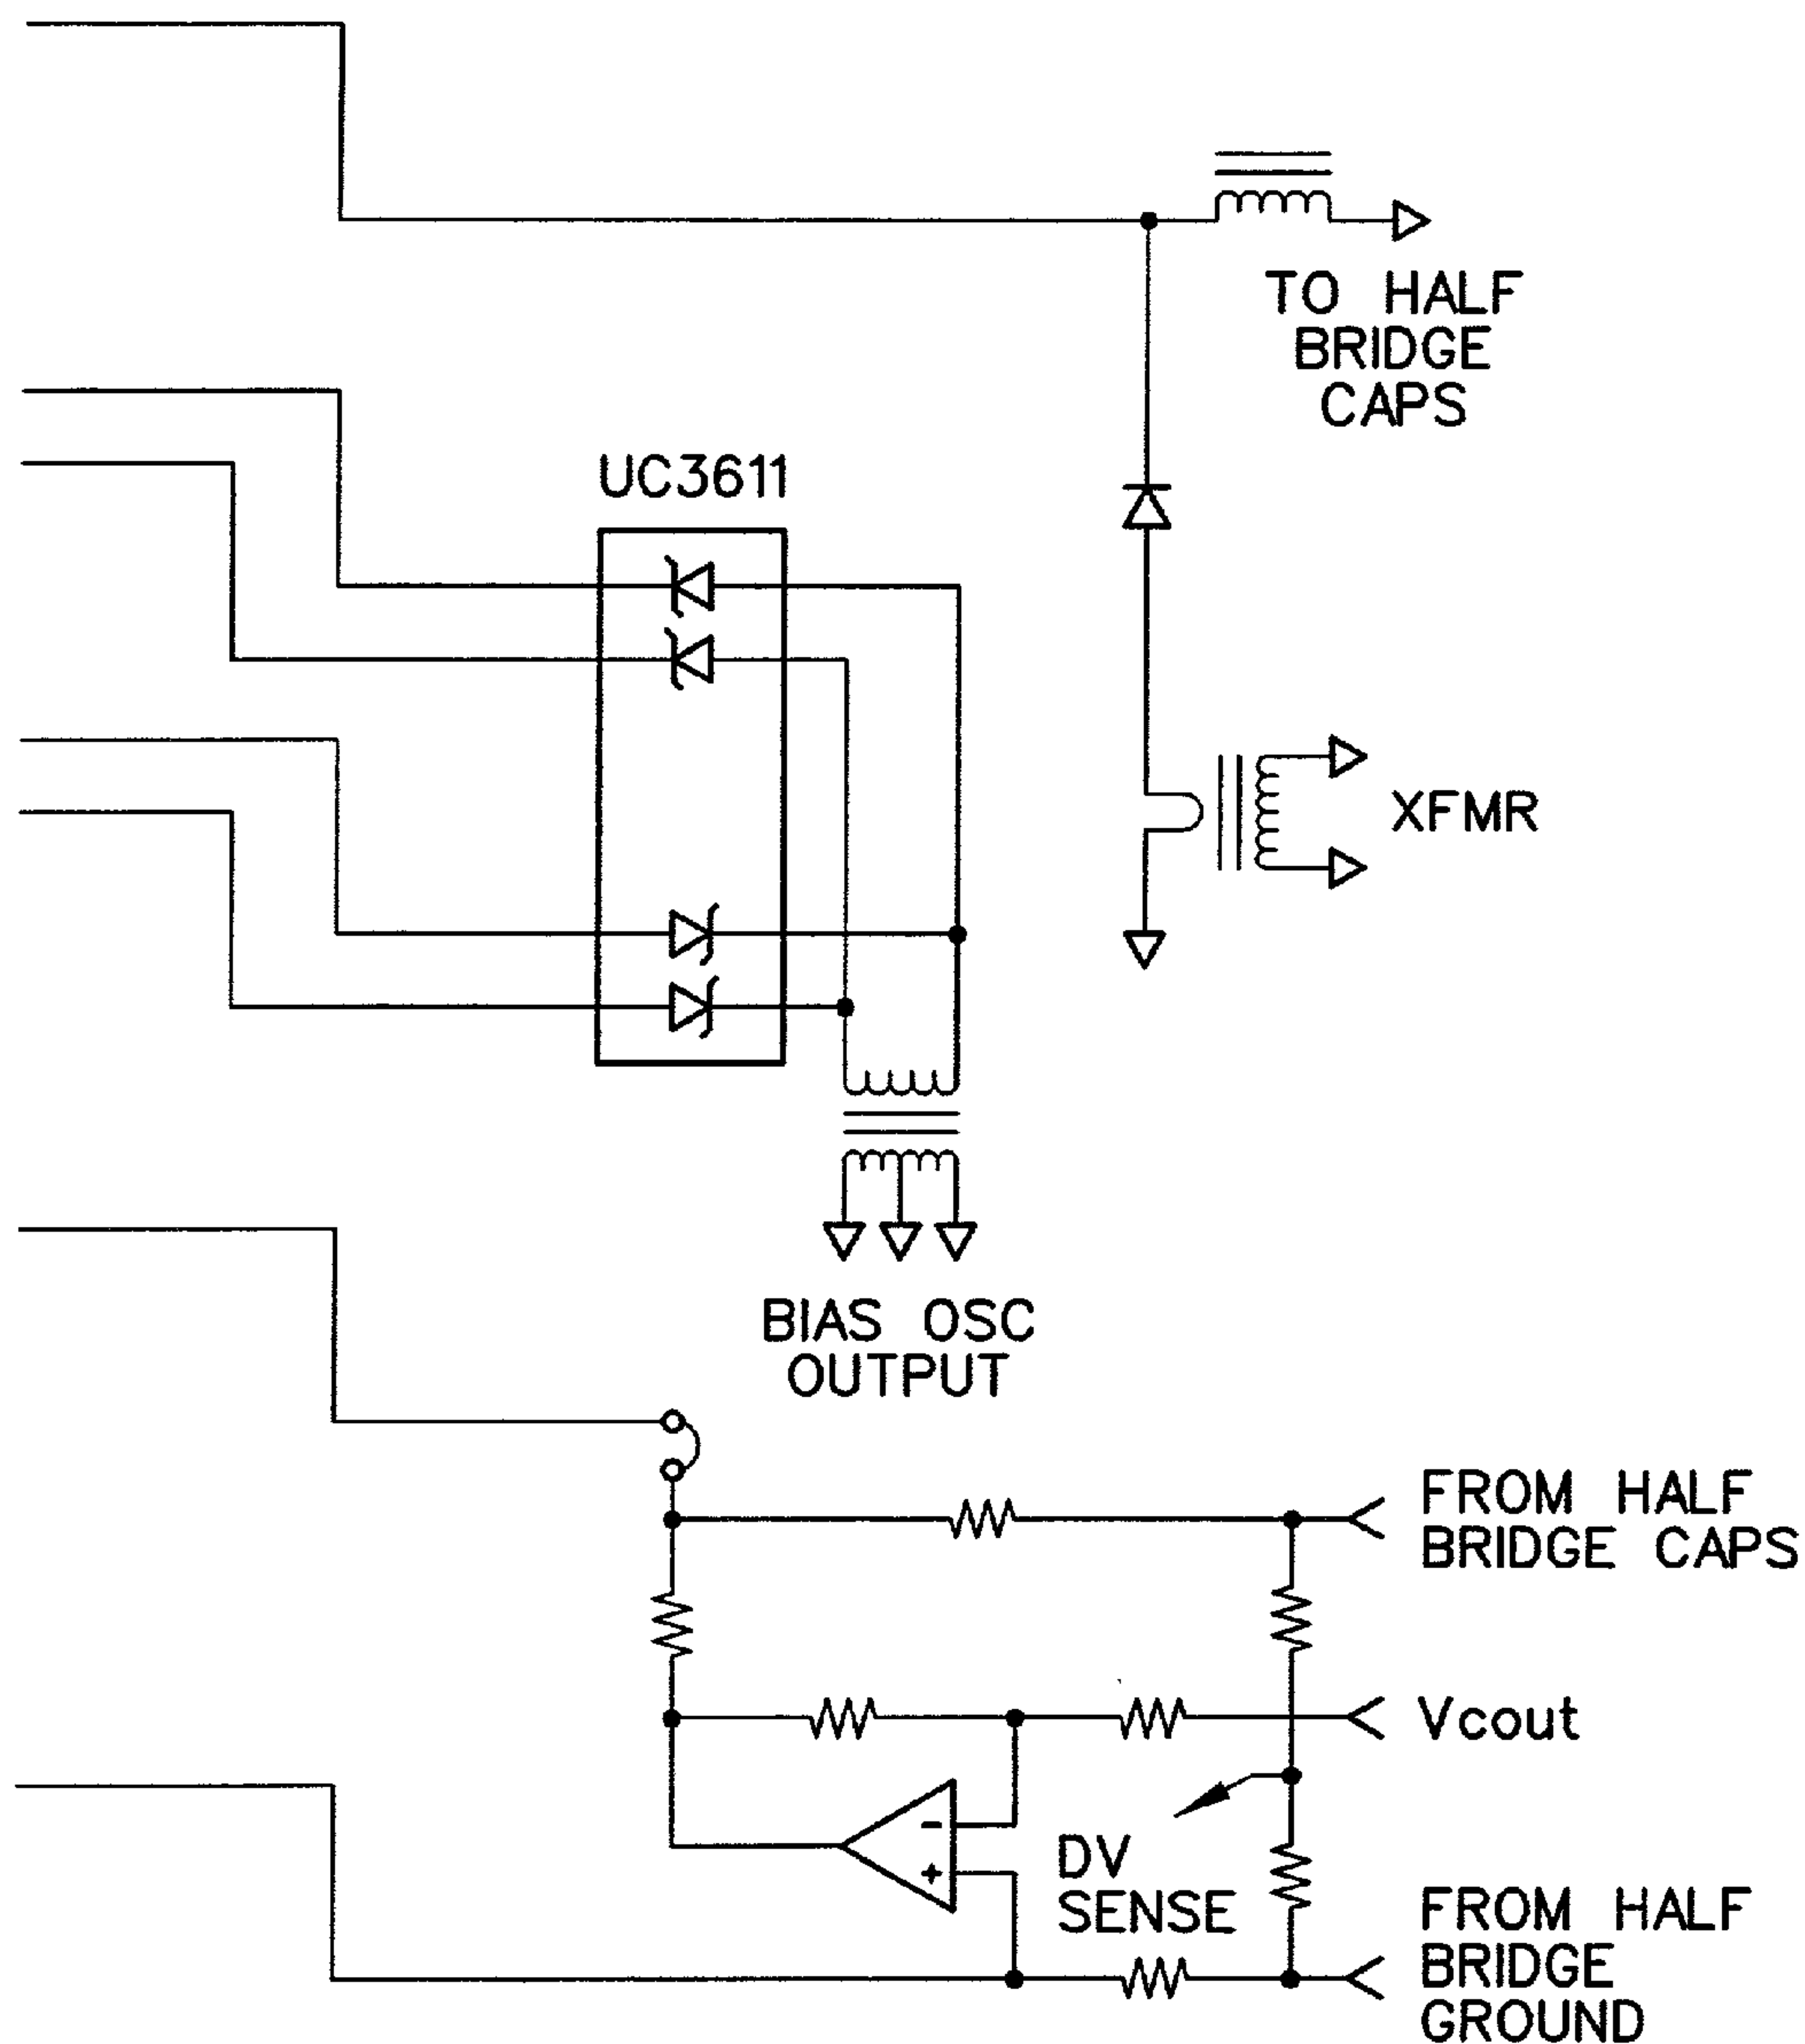 TO HALF
BRIDGE
CAPS
UC3611
XFMR
BIAS OSC
OUTPUT
FROM HALF
BRIDGE CAPS
Vcout
-
+
DV
SENSE
FROM HALF
BRIDGE
GROUND